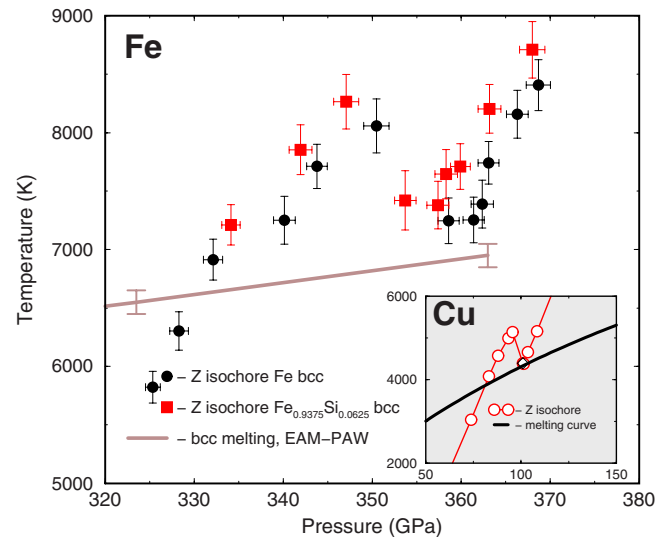 Fe
9000
8000
7000
6000
5000
Temperature (K)
320 330 340 350 360 370 380
Pressure (GPa)
– Z isochore Fe bcc
– Z isochore Fe0.9375Si0.0625 bcc
– bcc melting, EAM–PAW
Cu
6000
4000
2000
– Z isochore
– melting curve
50 100 150